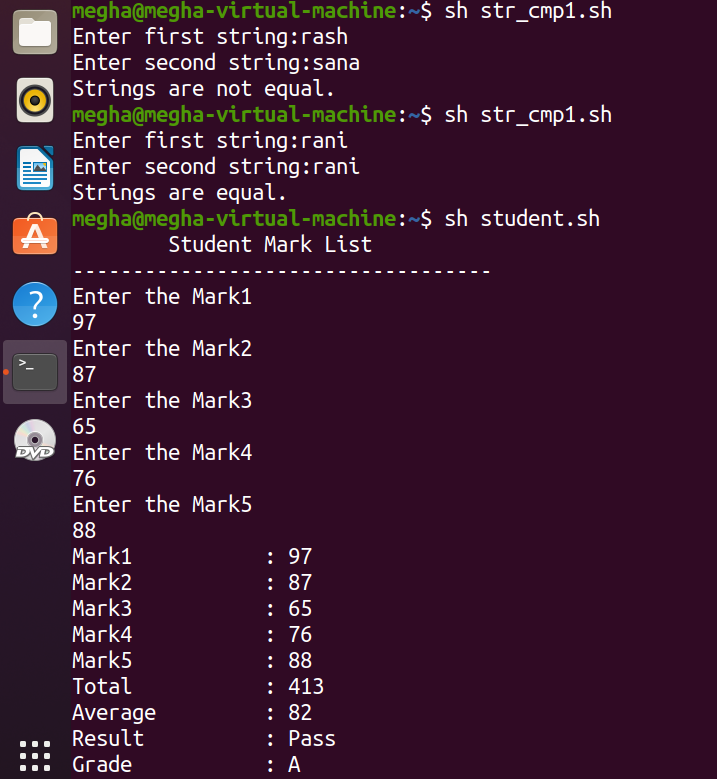 megha@megha-virtual-machine:~$ sh str_cmp1.sh
Enter first string:rash
Enter second string:sana
Strings are not equal.
megha@megha-virtual-machine:~$ sh str_cmp1.sh
Enter first string:rani
Enter second string:rani
Strings are equal.
megha@megha-virtual-machine:~$ sh student.sh
        Student Mark List
-----------------------------------
Enter the Mark1
97
Enter the Mark2
87
Enter the Mark3
65
Enter the Mark4
76
Enter the Mark5
88
Mark1           : 97
Mark2           : 87
Mark3           : 65
Mark4           : 76
Mark5           : 88
Total           : 413
Average         : 82
Result          : Pass
Grade           : A
?
>_
DVD